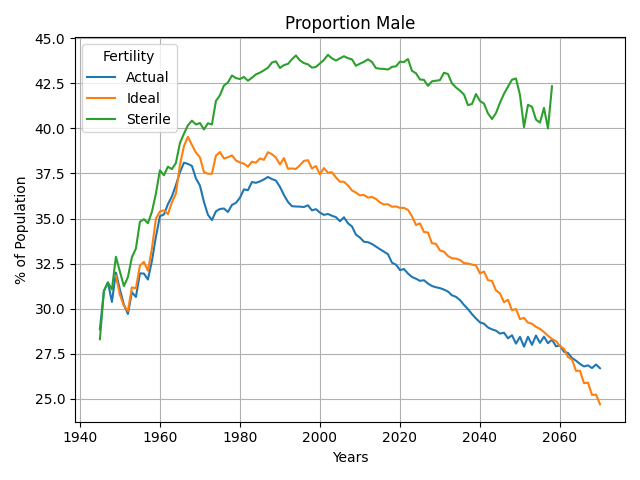 Proportion Male
% of Population
45.0
42.5
40.0
37.5
35.0
32.5
30.0
27.5
25.0
Fertility
Actual
Ideal
Sterile
1940
1960
1980
2000
2020
2040
2060
Years